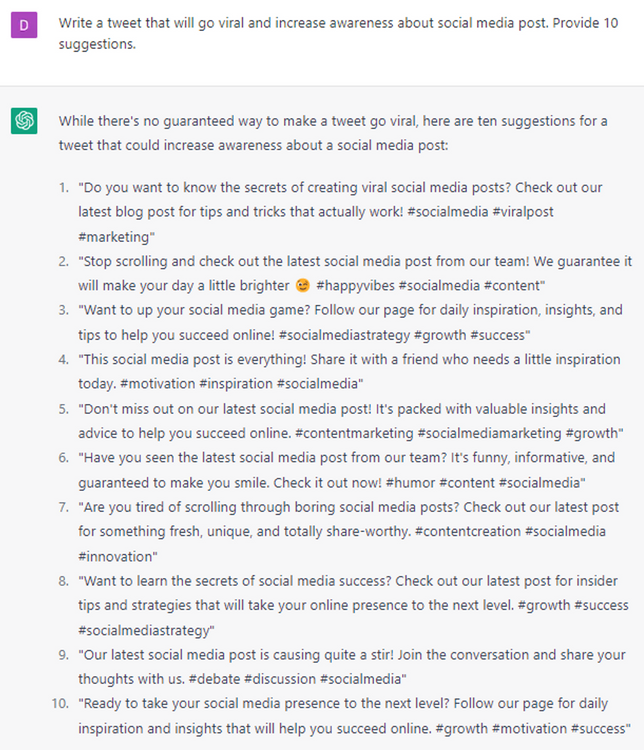 D
Write a tweet that will go viral and increase awareness about social media post. Provide 10
suggestions.
While there's no guaranteed way to make a tweet go viral, here are ten suggestions for a
tweet that could increase awareness about a social media post:
1. "Do you want to know the secrets of creating viral social media posts? Check out our
latest blog post for tips and tricks that actually work! #socialmedia #viralpost
#marketing"
2. "Stop scrolling and check out the latest social media post from our team! We guarantee it
will make your day a little brighter 😉 #happyvibes #socialmedia #content"
3. "Want to up your social media game? Follow our page for daily inspiration, insights, and
tips to help you succeed online! #socialmediastrategy #growth #success"
4. "This social media post is everything! Share it with a friend who needs a little inspiration
today. #motivation #inspiration #socialmedia"
5. "Don't miss out on our latest social media post! It's packed with valuable insights and
advice to help you succeed online. #contentmarketing #socialmediamarketing #growth"
6. "Have you seen the latest social media post from our team? It's funny, informative, and
guaranteed to make you smile. Check it out now! #humor #content #socialmedia"
7. "Are you tired of scrolling through boring social media posts? Check out our latest post
for something fresh, unique, and totally share-worthy. #contentcreation #socialmedia
#innovation"
8. "Want to learn the secrets of social media success? Check out our latest post for insider
tips and strategies that will take your online presence to the next level. #growth #success
#socialmediastrategy"
9. "Our latest social media post is causing quite a stir! Join the conversation and share your
thoughts with us. #debate #discussion #socialmedia"
10. "Ready to take your social media presence to the next level? Follow our page for daily
inspiration and insights that will help you succeed online. #growth #motivation #success"